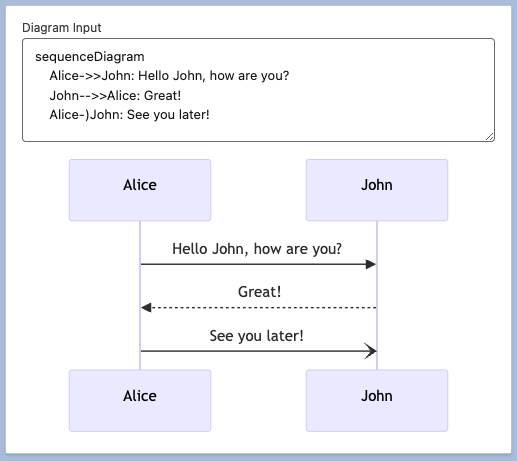 Diagram Input
sequenceDiagram
    Alice->>John: Hello John, how are you?
    John-->>Alice: Great!
    Alice-)John: See you later!
Alice John
Hello John, how are you?
Great!
See you later!
Alice John